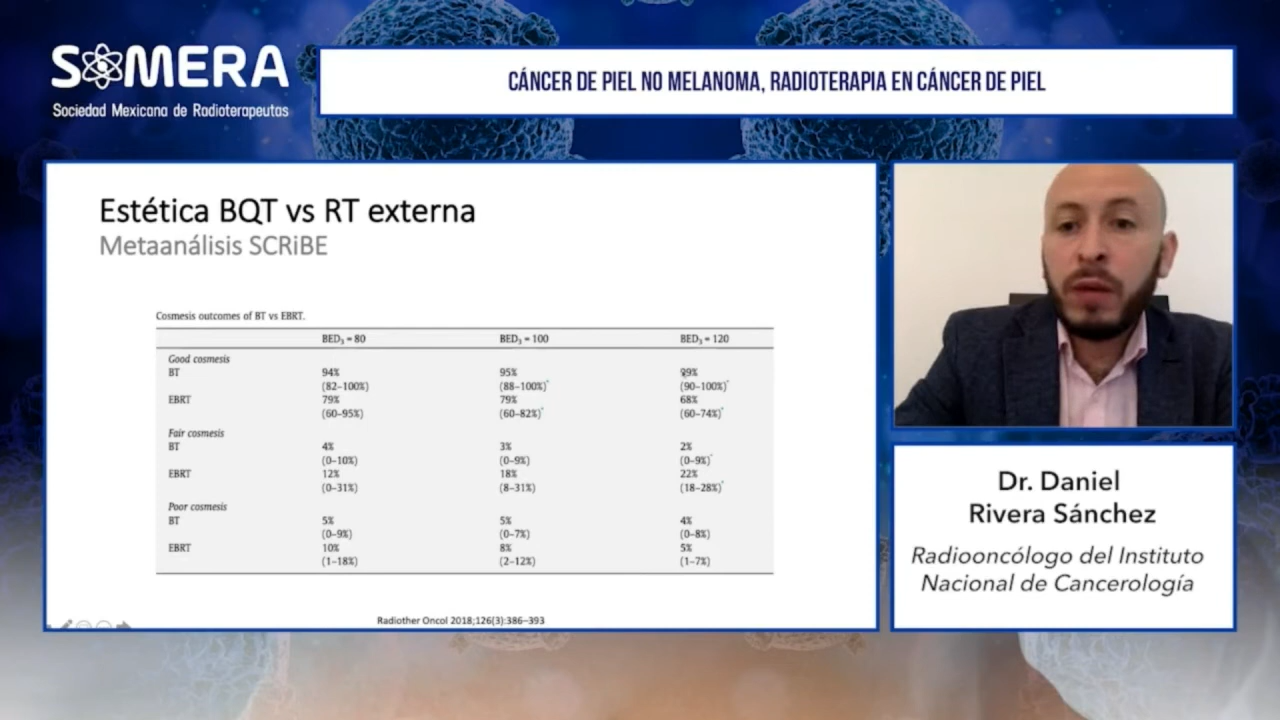 SOMERA
Sociedad Mexicana de Radioterapeutas
CÁNCER DE PIEL NO MELANOMA, RADIOTERAPIA EN CÁNCER DE PIEL
Estética BQT vs RT externa
Metaanálisis SCRiBE
Cosmesis outcomes of BT vs EBRT.
BED₃ = 80 BED₃ = 100 BED₃ = 120
Good cosmesis
BT 94% 95% 99%
(82–100%) (88–100%)* (90–100%)*
EBRT 79% 79% 68%
(60–95%) (60–82%)* (60–74%)*
Fair cosmesis
BT 4% 3% 2%
(0–10%) (0–9%) (0–9%)*
EBRT 12% 18% 22%
(0–31%) (8–31%) (18–28%)*
Poor cosmesis
BT 5% 5% 4%
(0–9%) (0–7%) (0–8%)
EBRT 10% 8% 5%
(1–18%) (2–12%) (1–7%)
Radiother Oncol 2018;126(3):386–393
Dr. Daniel
Rivera Sánchez
Radiooncólogo del Instituto
Nacional de Cancerología